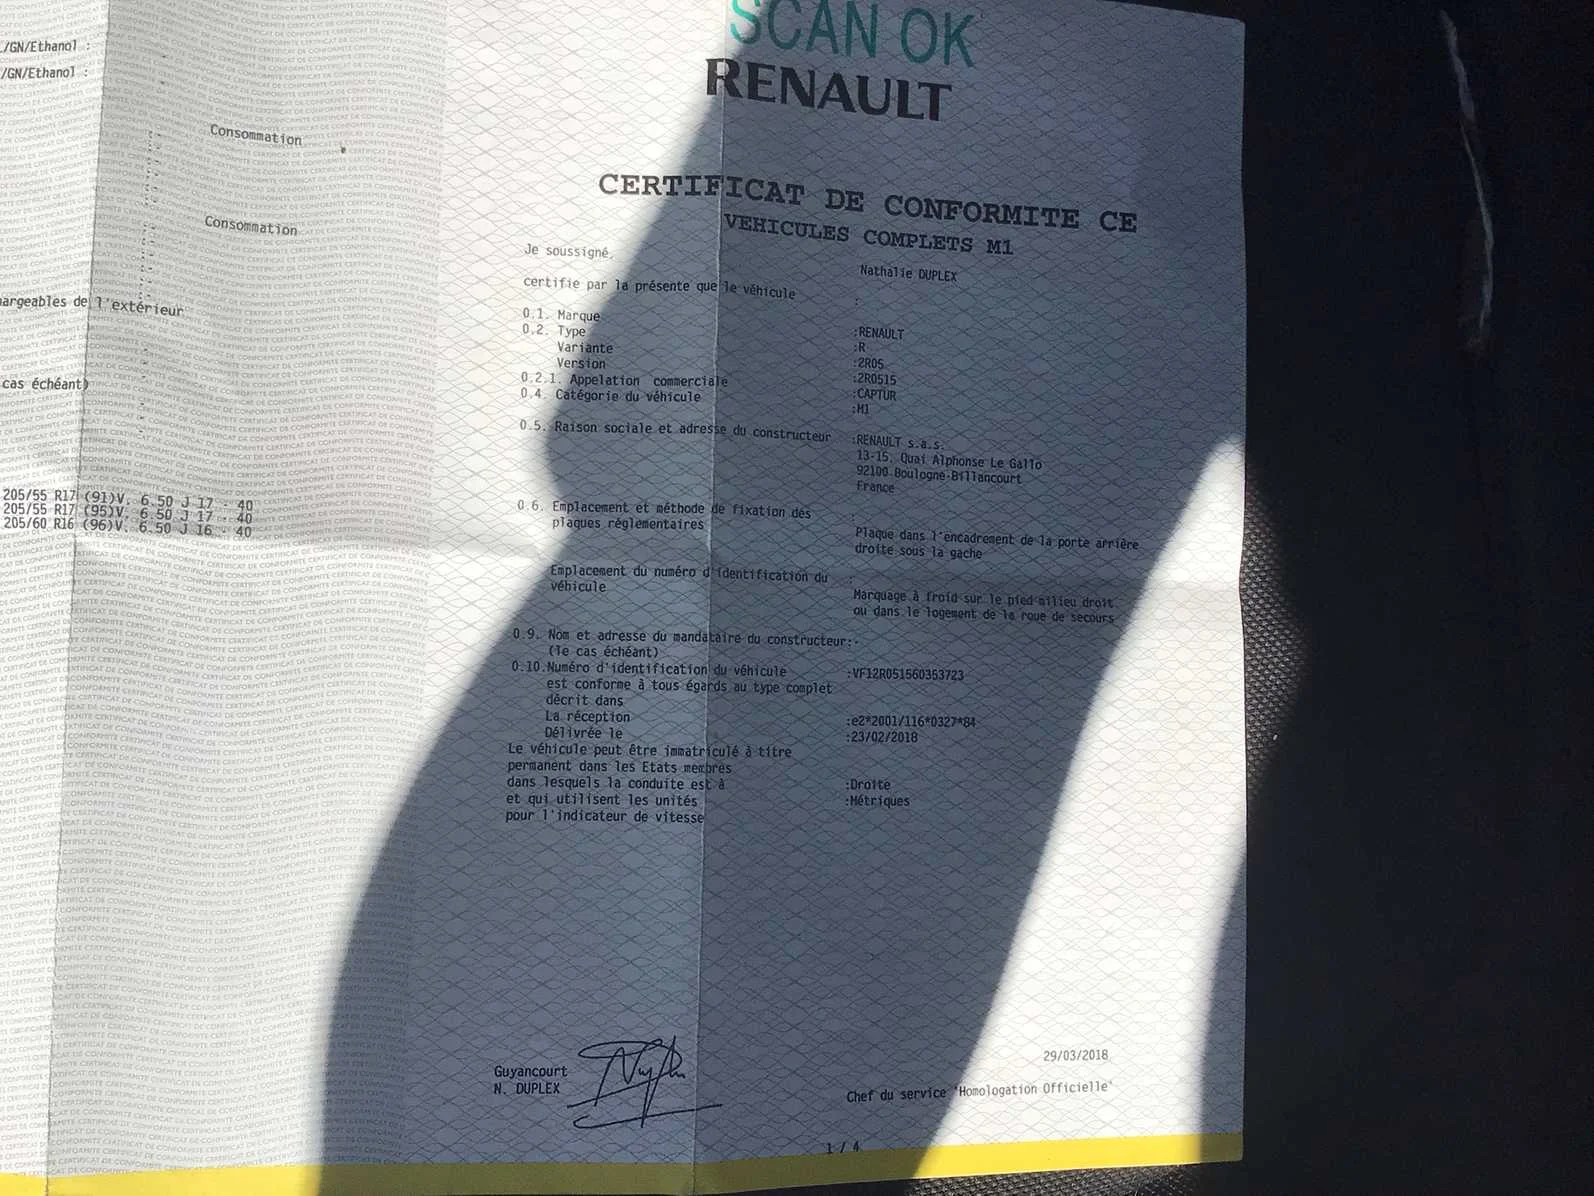 /GN/Ethanol :
/GN/Ethanol :
Consommation
Consommation
argeables de l'extérieur
cas échéant)
205/55 R17 (91)V. 6.50 J 17 - 40
205/55 R17 (95)V. 6.50 J 17 - 40
205/60 R16 (96)V. 6.50 J 16 - 40
SCAN OK
RENAULT
CERTIFICAT DE CONFORMITE CE
VEHICULES COMPLETS M1
Je soussigné,
Nathalie DUPLEX
certifie par la présente que le véhicule :
0.1. Marque :RENAULT
0.2. Type :R
Variante :2R05
Version :2R0515
0.2.1. Appelation commerciale :CAPTUR
0.4. Catégorie du véhicule :M1
0.5. Raison sociale et adresse du constructeur :RENAULT s.a.s.
13-15, Quai Alphonse Le Gallo
92100 Boulogne-Billancourt
France
0.6. Emplacement et méthode de fixation des :
plaques réglementaires
Plaque dans l'encadrement de la porte arrière
droite sous la gache
Emplacement du numéro d'identification du :
véhicule
Marquage à froid sur le pied milieu droit
ou dans le logement de la roue de secours
0.9. Nom et adresse du mandataire du constructeur:-
(le cas échéant)
0.10.Numéro d'identification du véhicule :VF12R051560353723
est conforme à tous égards au type complet
décrit dans
La réception :e2*2001/116*0327*84
Délivrée le :23/02/2018
Le véhicule peut être immatriculé à titre
permanent dans les Etats membres
dans lesquels la conduite est à :Droite
et qui utilisent les unités :Métriques
pour l'indicateur de vitesse
Guyancourt
N. DUPLEX
29/03/2018
Chef du service 'Homologation Officielle'
1 / 4